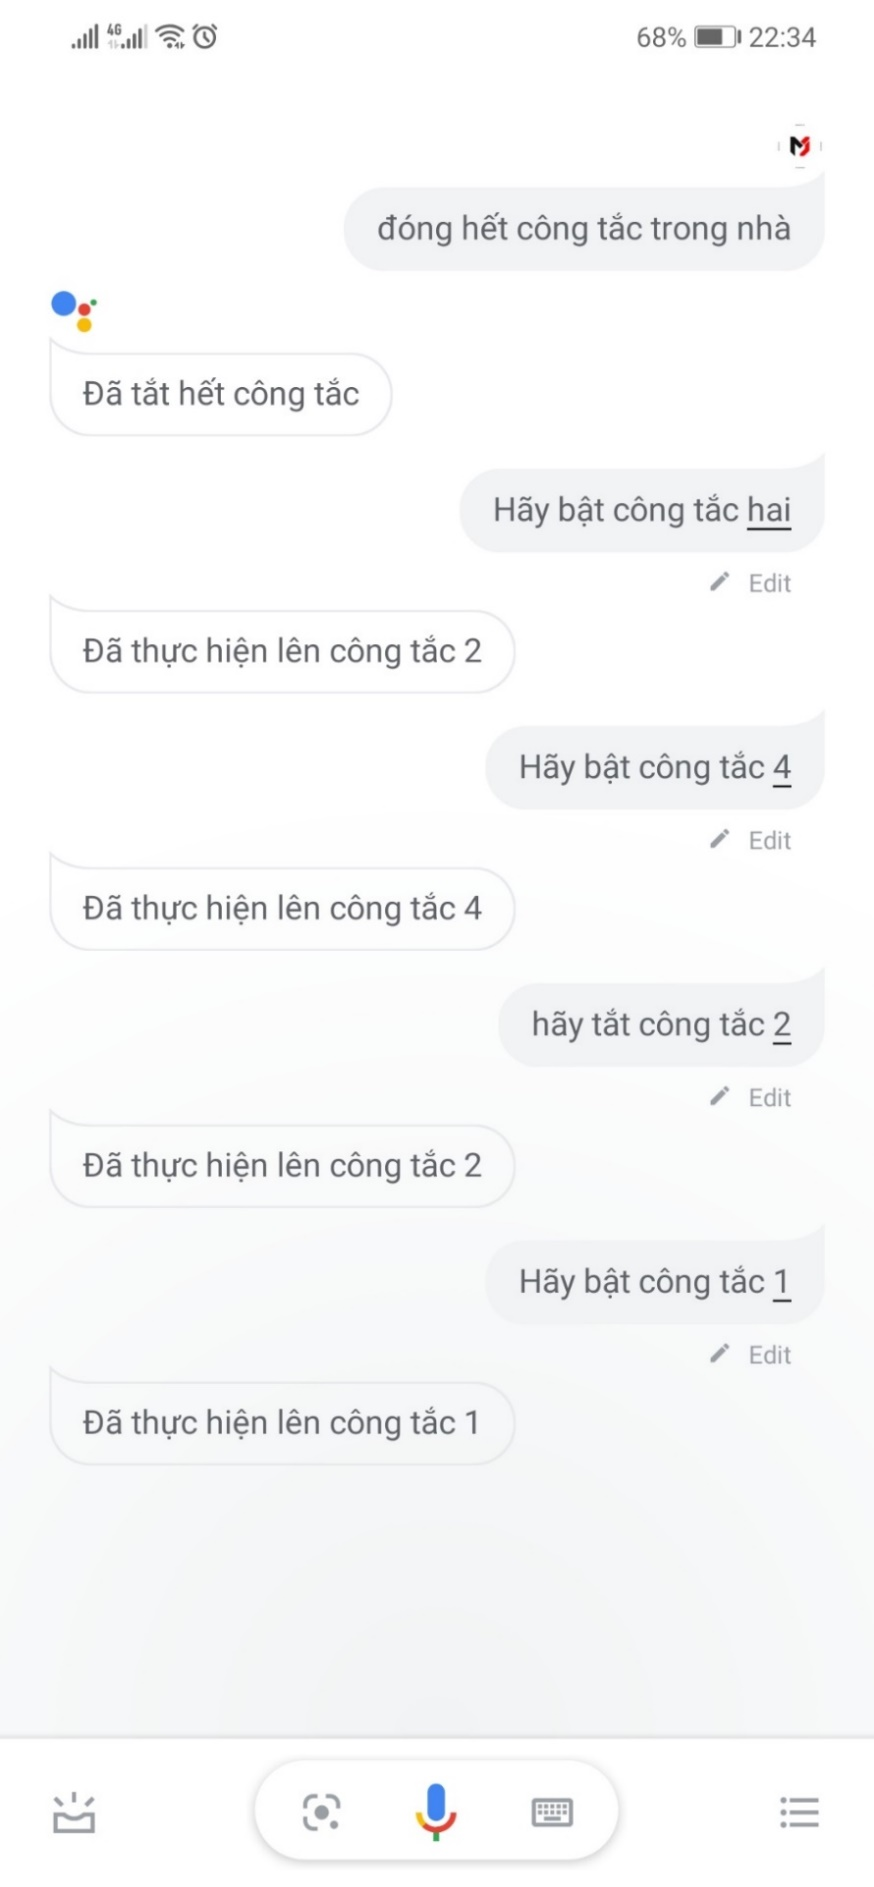 4G 68% 22:34
đóng hết công tắc trong nhà
Đã tắt hết công tắc
Hãy bật công tắc hai
Edit
Đã thực hiện lên công tắc 2
Hãy bật công tắc 4
Edit
Đã thực hiện lên công tắc 4
hãy tắt công tắc 2
Edit
Đã thực hiện lên công tắc 2
Hãy bật công tắc 1
Edit
Đã thực hiện lên công tắc 1